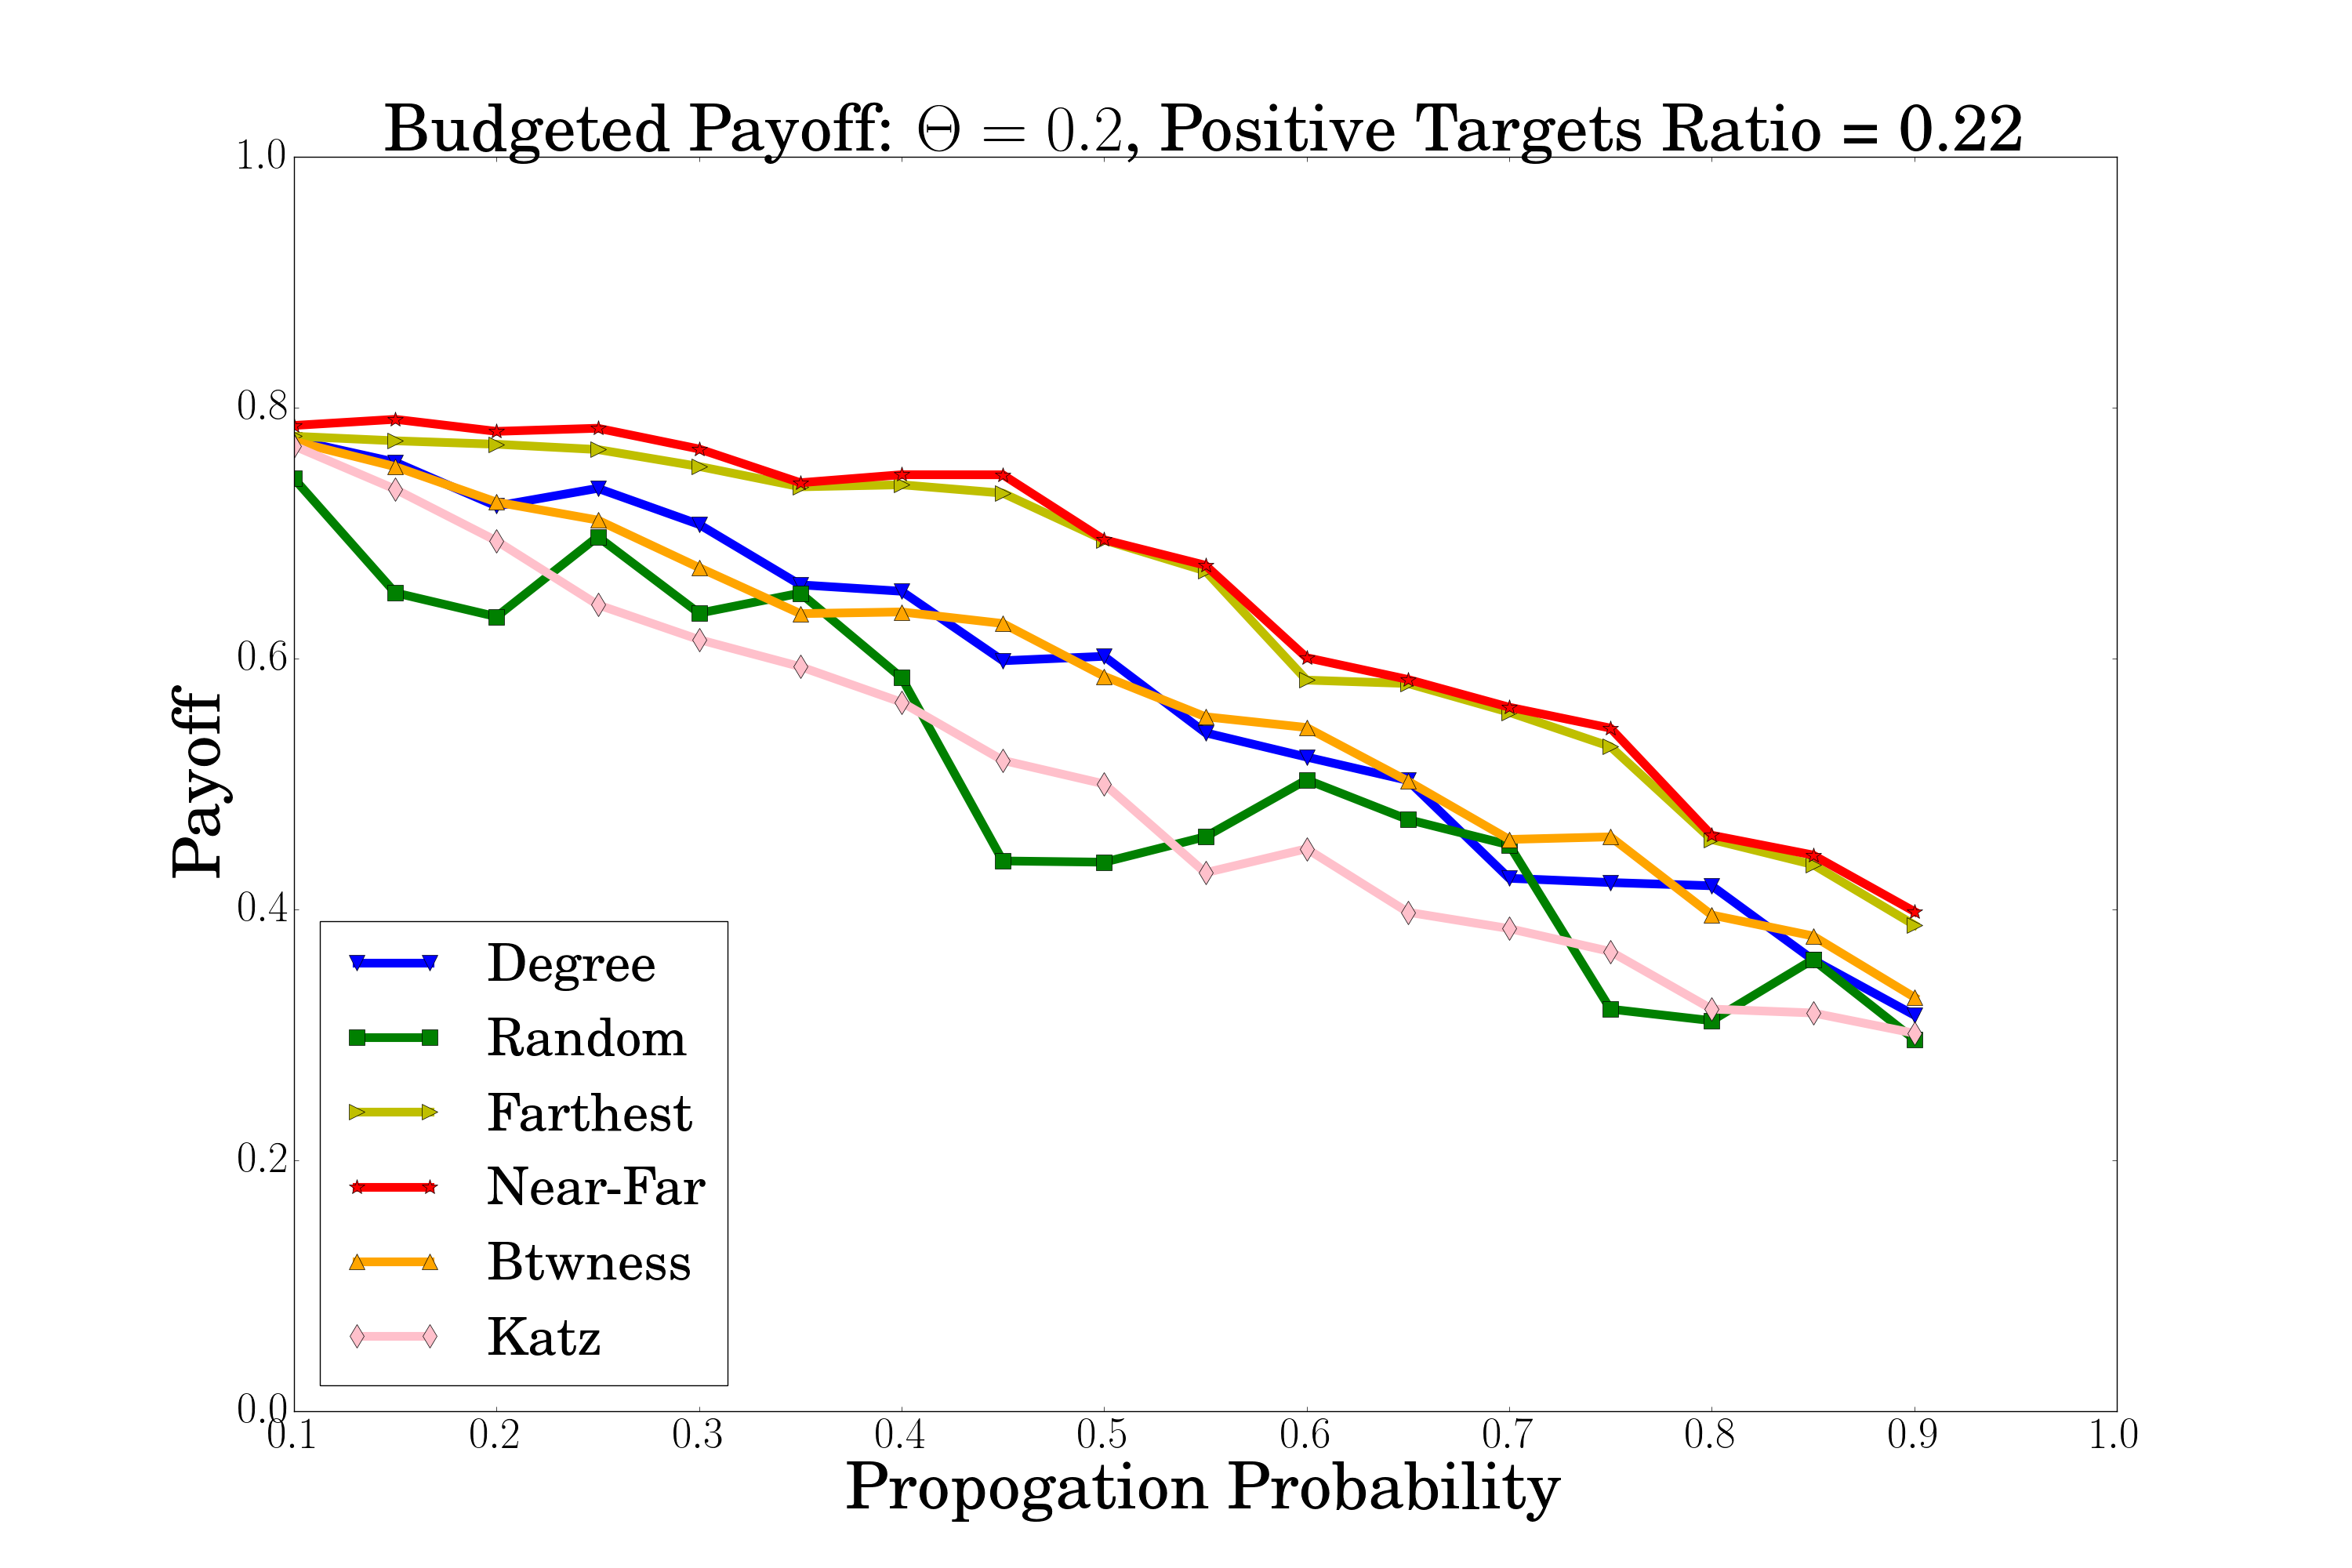 Budgeted Payoff: Θ = 0.2, Positive Targets Ratio = 0.22
1.0
0.8
0.6
0.4
0.2
0.0
Payoff
Degree
Random
Farthest
Near-Far
Btwness
Katz
0.1 0.2 0.3 0.4 0.5 0.6 0.7 0.8 0.9 1.0
Propogation Probability